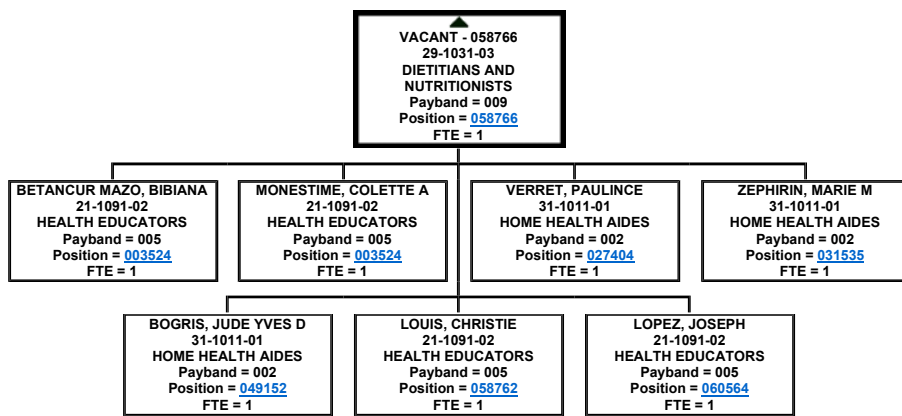 VACANT - 058766
29-1031-03
DIETITIANS AND
NUTRITIONISTS
Payband = 009
Position = 058766
FTE = 1
BETANCUR MAZO, BIBIANA
21-1091-02
HEALTH EDUCATORS
Payband = 005
Position = 003524
FTE = 1
MONESTIME, COLETTE A
21-1091-02
HEALTH EDUCATORS
Payband = 005
Position = 003524
FTE = 1
VERRET, PAULINCE
31-1011-01
HOME HEALTH AIDES
Payband = 002
Position = 027404
FTE = 1
ZEPHIRIN, MARIE M
31-1011-01
HOME HEALTH AIDES
Payband = 002
Position = 031535
FTE = 1
BOGRIS, JUDE YVES D
31-1011-01
HOME HEALTH AIDES
Payband = 002
Position = 049152
FTE = 1
LOUIS, CHRISTIE
21-1091-02
HEALTH EDUCATORS
Payband = 005
Position = 058762
FTE = 1
LOPEZ, JOSEPH
21-1091-02
HEALTH EDUCATORS
Payband = 005
Position = 060564
FTE = 1